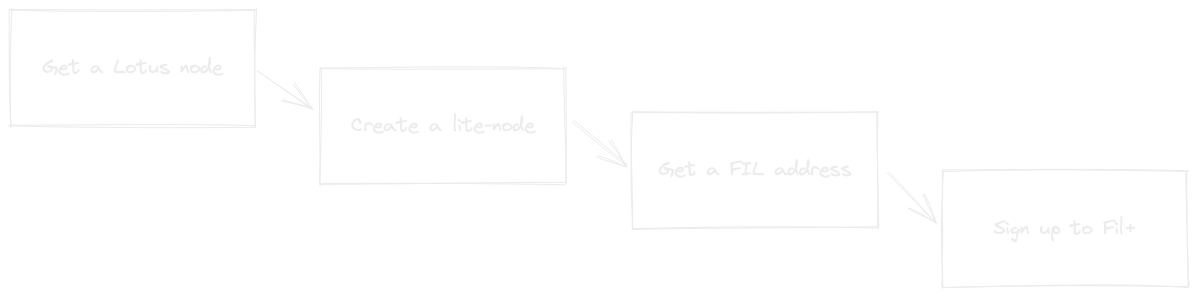 Get a Lotus node
Create a lite-node
Get a FIL address
Sign up to Fil+